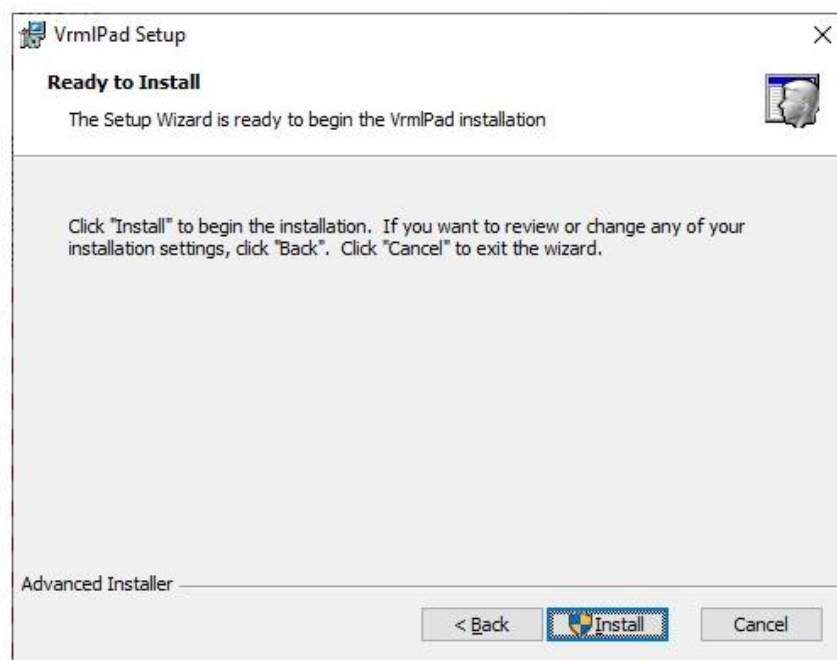 VrmlPad Setup
Ready to Install
The Setup Wizard is ready to begin the VrmlPad installation
Click "Install" to begin the installation. If you want to review or change any of your
installation settings, click "Back". Click "Cancel" to exit the wizard.
Advanced Installer
< Back Install Cancel